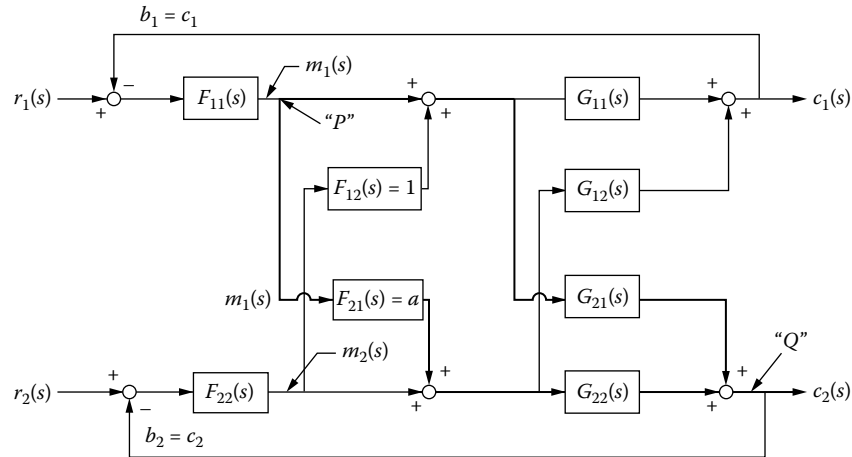 b₁ = c₁
r₁(s)
−
+
F₁₁(s)
m₁(s)
"P"
+
+
G₁₁(s)
+
+
c₁(s)
F₁₂(s) = 1
G₁₂(s)
m₁(s)
F₂₁(s) = a
G₂₁(s)
r₂(s)
+
−
F₂₂(s)
m₂(s)
+
+
G₂₂(s)
+
+
"Q"
c₂(s)
b₂ = c₂